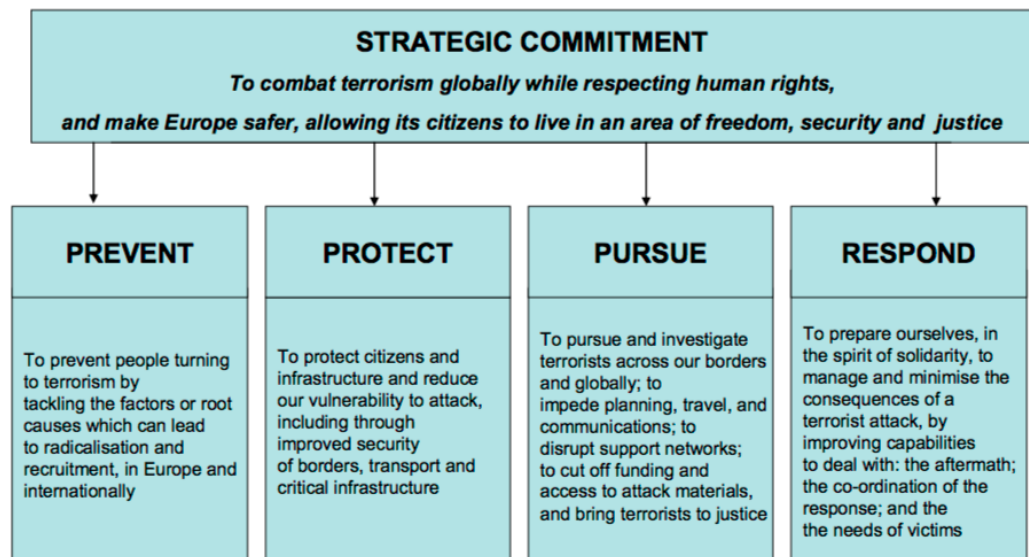 STRATEGIC COMMITMENT
To combat terrorism globally while respecting human rights,
and make Europe safer, allowing its citizens to live in an area of freedom, security and justice
PREVENT
To prevent people turning
to terrorism by
tackling the factors or root
causes which can lead
to radicalisation and
recruitment, in Europe and
internationally
PROTECT
To protect citizens and
infrastructure and reduce
our vulnerability to attack,
including through
improved security
of borders, transport and
critical infrastructure
PURSUE
To pursue and investigate
terrorists across our borders
and globally; to
impede planning, travel, and
communications; to
disrupt support networks;
to cut off funding and
access to attack materials,
and bring terrorists to justice
RESPOND
To prepare ourselves, in
the spirit of solidarity, to
manage and minimise the
consequences of a
terrorist attack, by
improving capabilities
to deal with: the aftermath;
the co-ordination of the
response; and the
the needs of victims